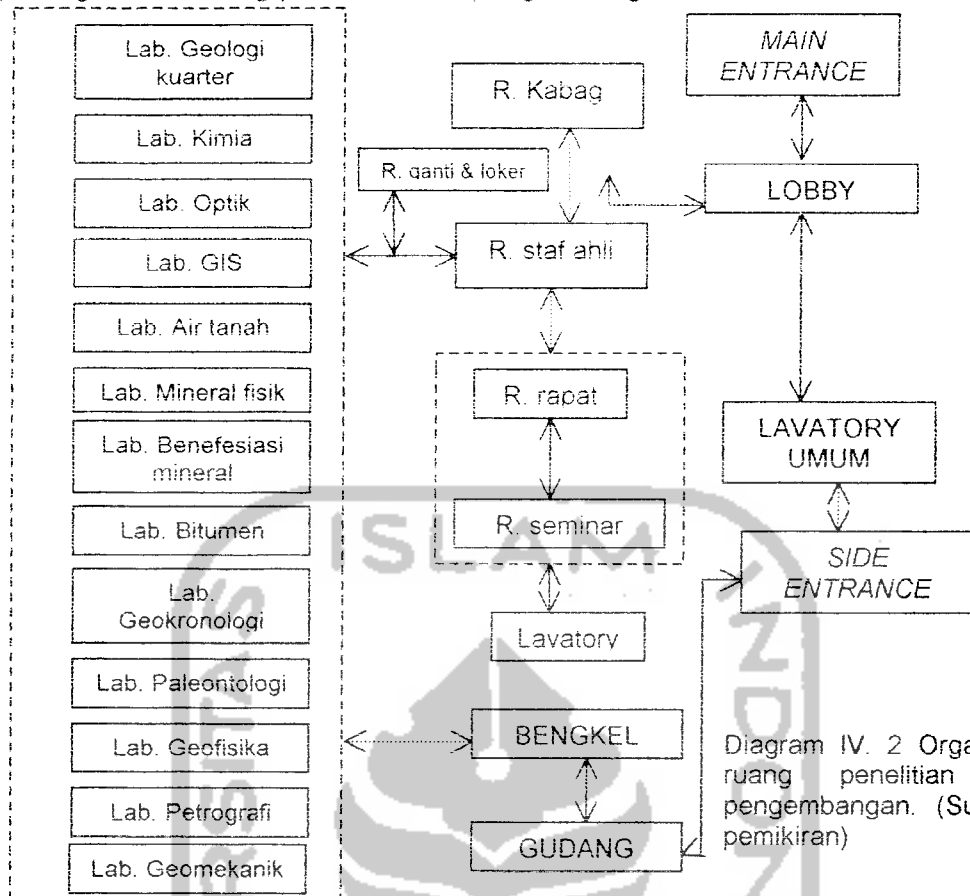 Lab. Geologi
kuarter
Lab. Kimia
Lab. Optik
Lab. GIS
Lab. Air tanah
Lab. Mineral fisik
Lab. Benefesiasi
mineral
Lab. Bitumen
Lab.
Geokronologi
Lab. Paleontologi
Lab. Geofisika
Lab. Petrografi
Lab. Geomekanik
R. Kabag
R. ganti & loker
R. staf ahli
R. rapat
R. seminar
Lavatory
BENGKEL
GUDANG
MAIN
ENTRANCE
LOBBY
LAVATORY
UMUM
SIDE
ENTRANCE
Diagram IV. 2 Orga
ruang penelitian
pengembangan. (Su
pemikiran)
ISLAM